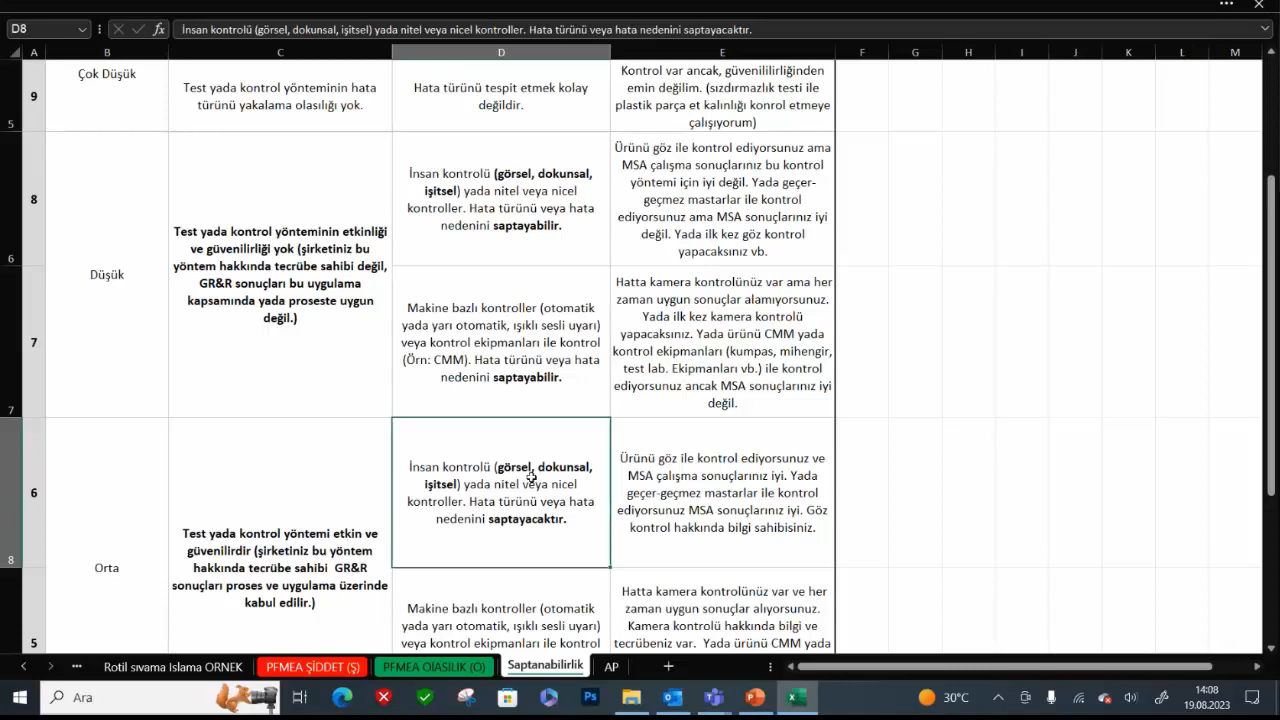 D8
fx
İnsan kontrolü (görsel, dokunsal, işitsel) yada nitel veya nicel kontroller. Hata türünü veya hata nedenini saptayacaktır.
A B C D E F G H I J K L M
5
9
Çok Düşük
Test yada kontrol yönteminin hata
türünü yakalama olasılığı yok.
Hata türünü tespit etmek kolay
değildir.
Kontrol var ancak, güvenililirliğinden
emin değilim. (sızdırmazlık testi ile
plastik parça et kalınlığı konrol etmeye
çalışıyorum)
6
8
Düşük
Test yada kontrol yönteminin etkinliği
ve güvenilirliği yok (şirketiniz bu
yöntem hakkında tecrübe sahibi değil,
GR&R sonuçları bu uygulama
kapsamında yada proseste uygun
değil.)
İnsan kontrolü (görsel, dokunsal,
işitsel) yada nitel veya nicel
kontroller. Hata türünü veya hata
nedenini saptayabilir.
Ürünü göz ile kontrol ediyorsunuz ama
MSA çalışma sonuçlarınız bu kontrol
yöntemi için iyi değil. Yada geçer-
geçmez mastarlar ile kontrol
ediyorsunuz ama MSA sonuçlarınız iyi
değil. Yada ilk kez göz kontrol
yapacaksınız vb.
7
7
Makine bazlı kontroller (otomatik
yada yarı otomatik, ışıklı sesli uyarı)
veya kontrol ekipmanları ile kontrol
(Örn: CMM). Hata türünü veya hata
nedenini saptayabilir.
Hatta kamera kontrolünüz var ama her
zaman uygun sonuçlar alamıyorsunuz.
Yada ilk kez kamera kontrolü
yapacaksınız. Yada ürünü CMM yada
kontrol ekipmanları (kumpas, mihengir,
test lab. Ekipmanları vb.) ile kontrol
ediyorsunuz ancak MSA sonuçlarınız iyi
değil.
8
6
Orta
Test yada kontrol yöntemi etkin ve
güvenilirdir (şirketiniz bu yöntem
hakkında tecrübe sahibi GR&R
sonuçları proses ve uygulama üzerinde
kabul edilir.)
İnsan kontrolü (görsel, dokunsal,
işitsel) yada nitel veya nicel
kontroller. Hata türünü veya hata
nedenini saptayacaktır.
Ürünü göz ile kontrol ediyorsunuz ve
MSA çalışma sonuçlarınız iyi. Yada
geçer-geçmez mastarlar ile kontrol
ediyorsunuz MSA sonuçlarınız iyi. Göz
kontrol hakkında bilgi sahibisiniz.
5
Makine bazlı kontroller (otomatik
yada yarı otomatik, ışıklı sesli uyarı)
veya kontrol ekipmanları ile kontrol
Hatta kamera kontrolünüz var ve her
zaman uygun sonuçlar alıyorsunuz.
Kamera kontrolü hakkında bilgi ve
tecrübeniz var. Yada ürünü CMM yada
Rotil sıvama Islama ORNEK
PFMEA ŞİDDET (Ş)
PFMEA OlASILIK (O)
Saptanabilirlik
AP
Ara
Ps
30°C
14:08
19.08.2023